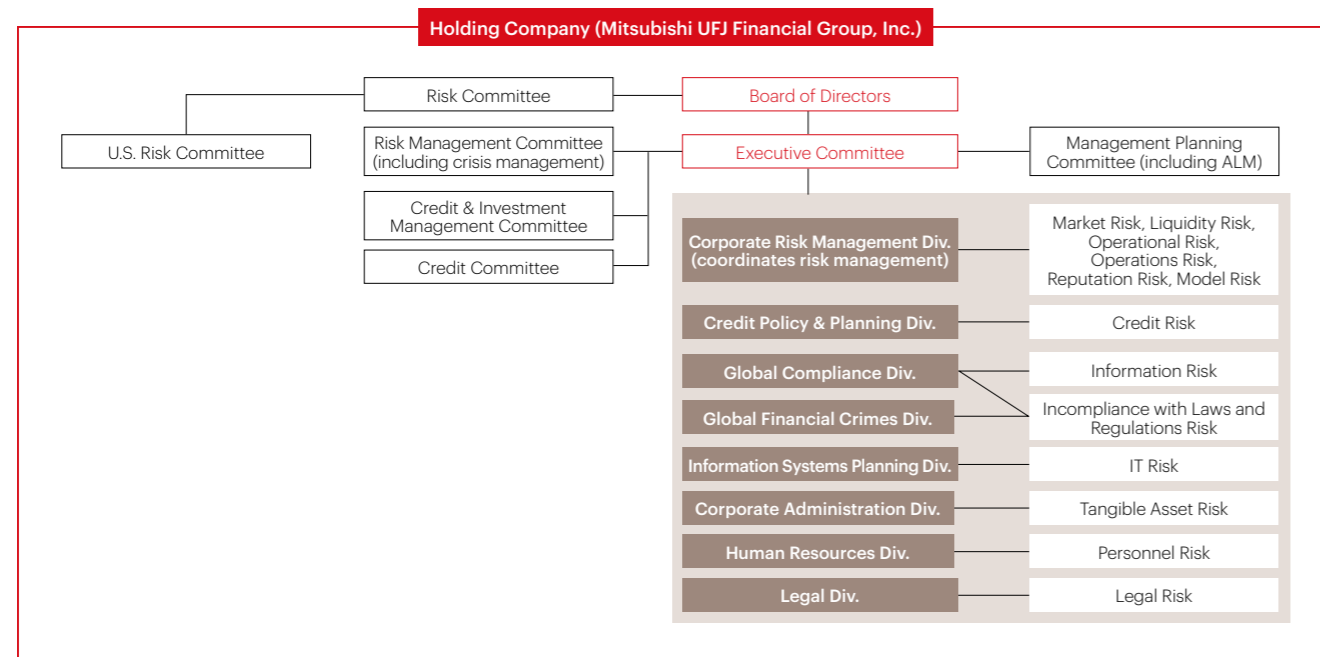 Holding Company (Mitsubishi UFJ Financial Group, Inc.)
Risk Committee
Board of Directors
U.S. Risk Committee
Risk Management Committee
(including crisis management)
Executive Committee
Management Planning
Committee (including ALM)
Credit & Investment
Management Committee
Credit Committee
Corporate Risk Management Div.
(coordinates risk management)
Market Risk, Liquidity Risk,
Operational Risk,
Operations Risk,
Reputation Risk, Model Risk
Credit Policy & Planning Div.
Credit Risk
Global Compliance Div.
Information Risk
Global Financial Crimes Div.
Incompliance with Laws and
Regulations Risk
Information Systems Planning Div.
IT Risk
Corporate Administration Div.
Tangible Asset Risk
Human Resources Div.
Personnel Risk
Legal Div.
Legal Risk